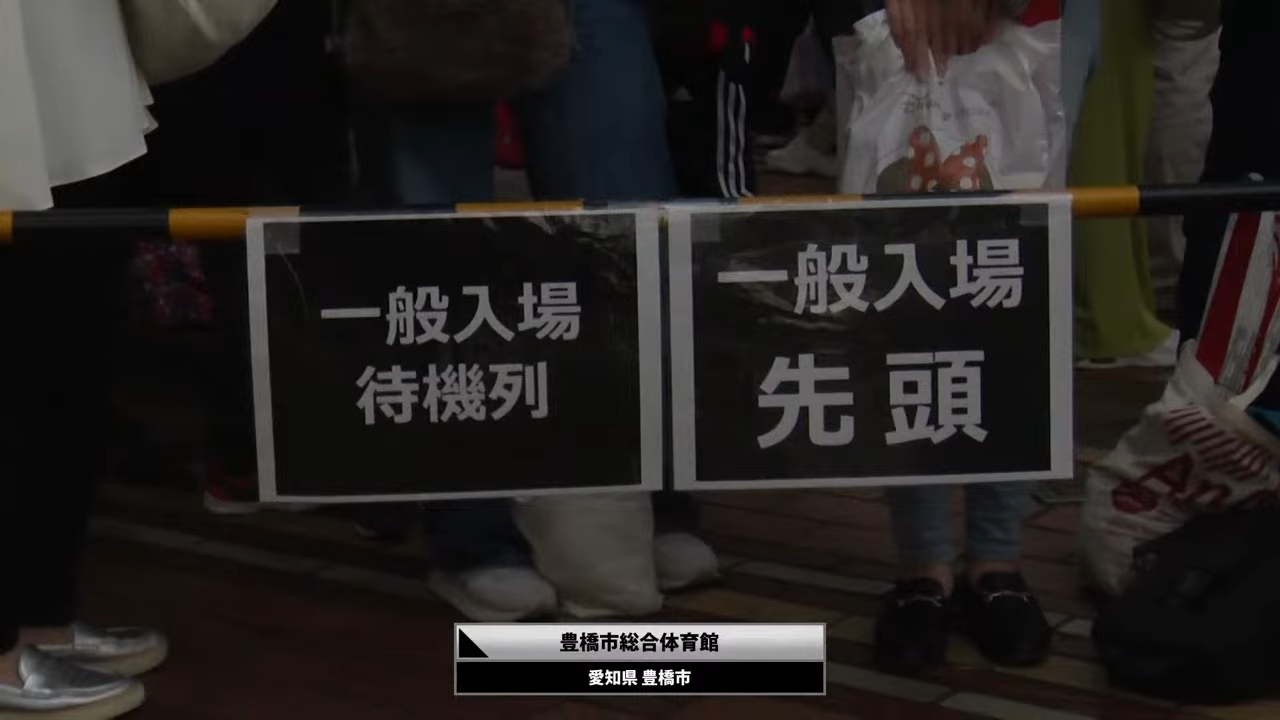 一般入場
待機列
一般入場
先頭
豊橋市総合体育館
愛知県 豊橋市